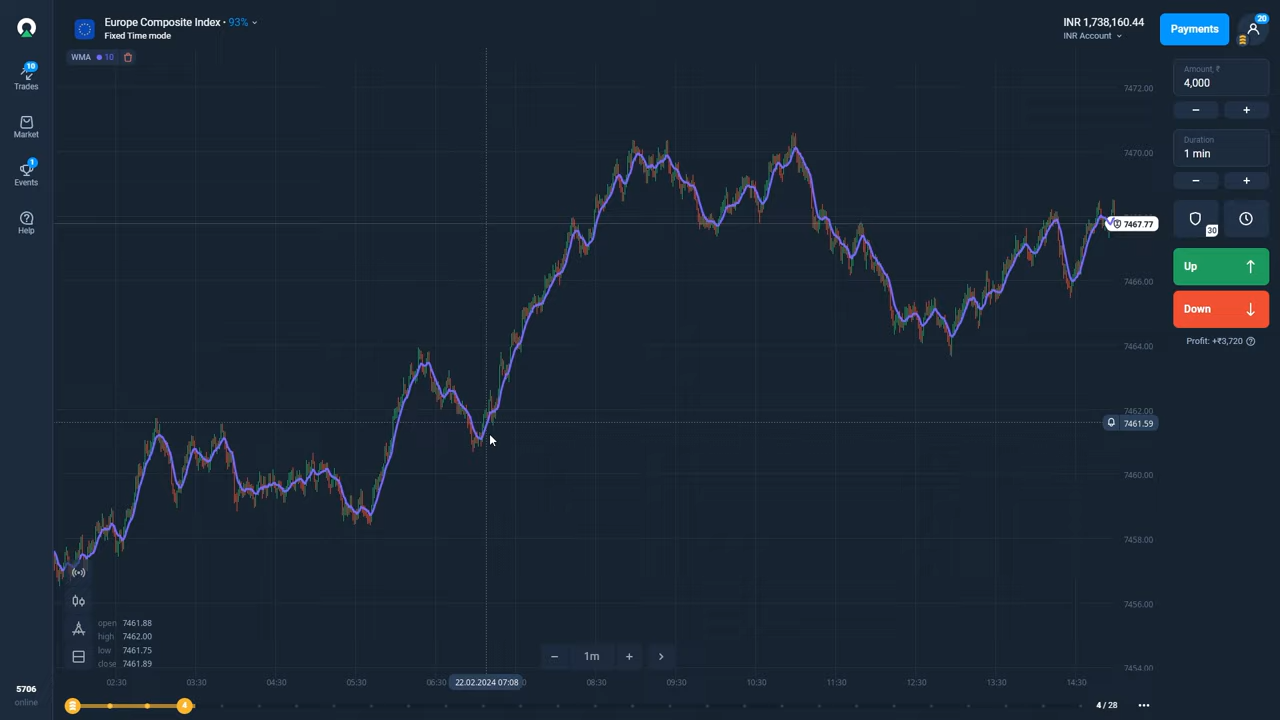 Europe Composite Index • 93%
Fixed Time mode
INR 1,738,160.44
INR Account
Payments
20
WMA 10
10
Trades
Market
1
Events
Help
5706
online
Amount, ₹
4,000
Duration
1 min
30
Up
Down
Profit: +₹3,720
7472.00
7470.00
7467.77
7466.00
7464.00
7462.00
7461.59
7460.00
7458.00
7456.00
7454.00
open 7461.88
high 7462.00
low 7461.75
close 7461.89
1m
02:30
03:30
04:30
05:30
06:30
22.02.2024 07:08
08:30
09:30
10:30
11:30
12:30
13:30
14:30
4
4 / 28